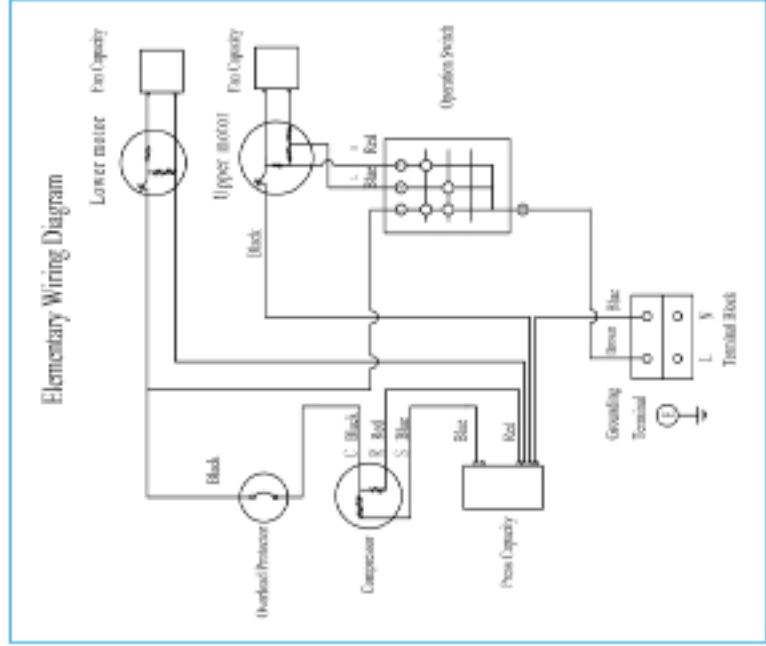 Elementary Wiring Diagram
Fan Capacity
Lower motor
Fan Capacity
Upper motor
Operation Switch
L Blue
Red
Black
Black
Overload Protector
C Black
R Red
S Blue
Compressor
Blue
Red
Press Capacity
Blue
Brown
L N
Terminal Block
Grounding
Terminal
E